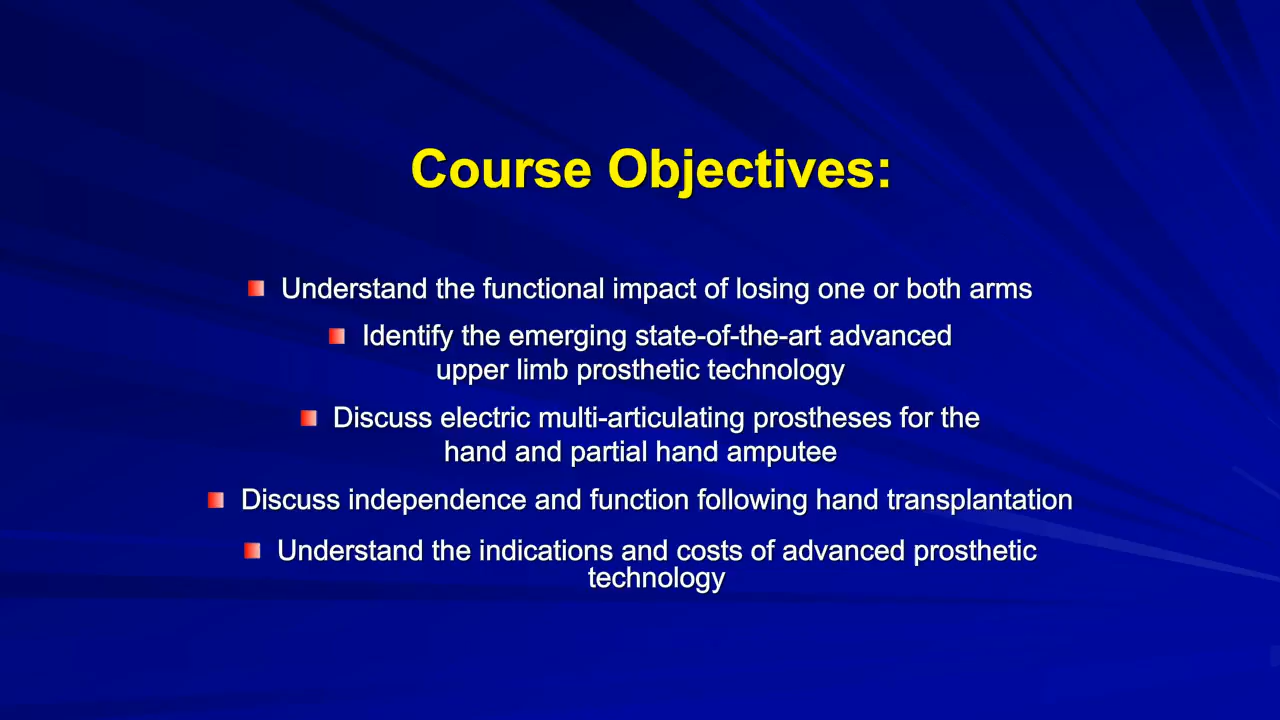 Course Objectives:
Understand the functional impact of losing one or both arms
Identify the emerging state-of-the-art advanced
upper limb prosthetic technology
Discuss electric multi-articulating prostheses for the
hand and partial hand amputee
Discuss independence and function following hand transplantation
Understand the indications and costs of advanced prosthetic
technology